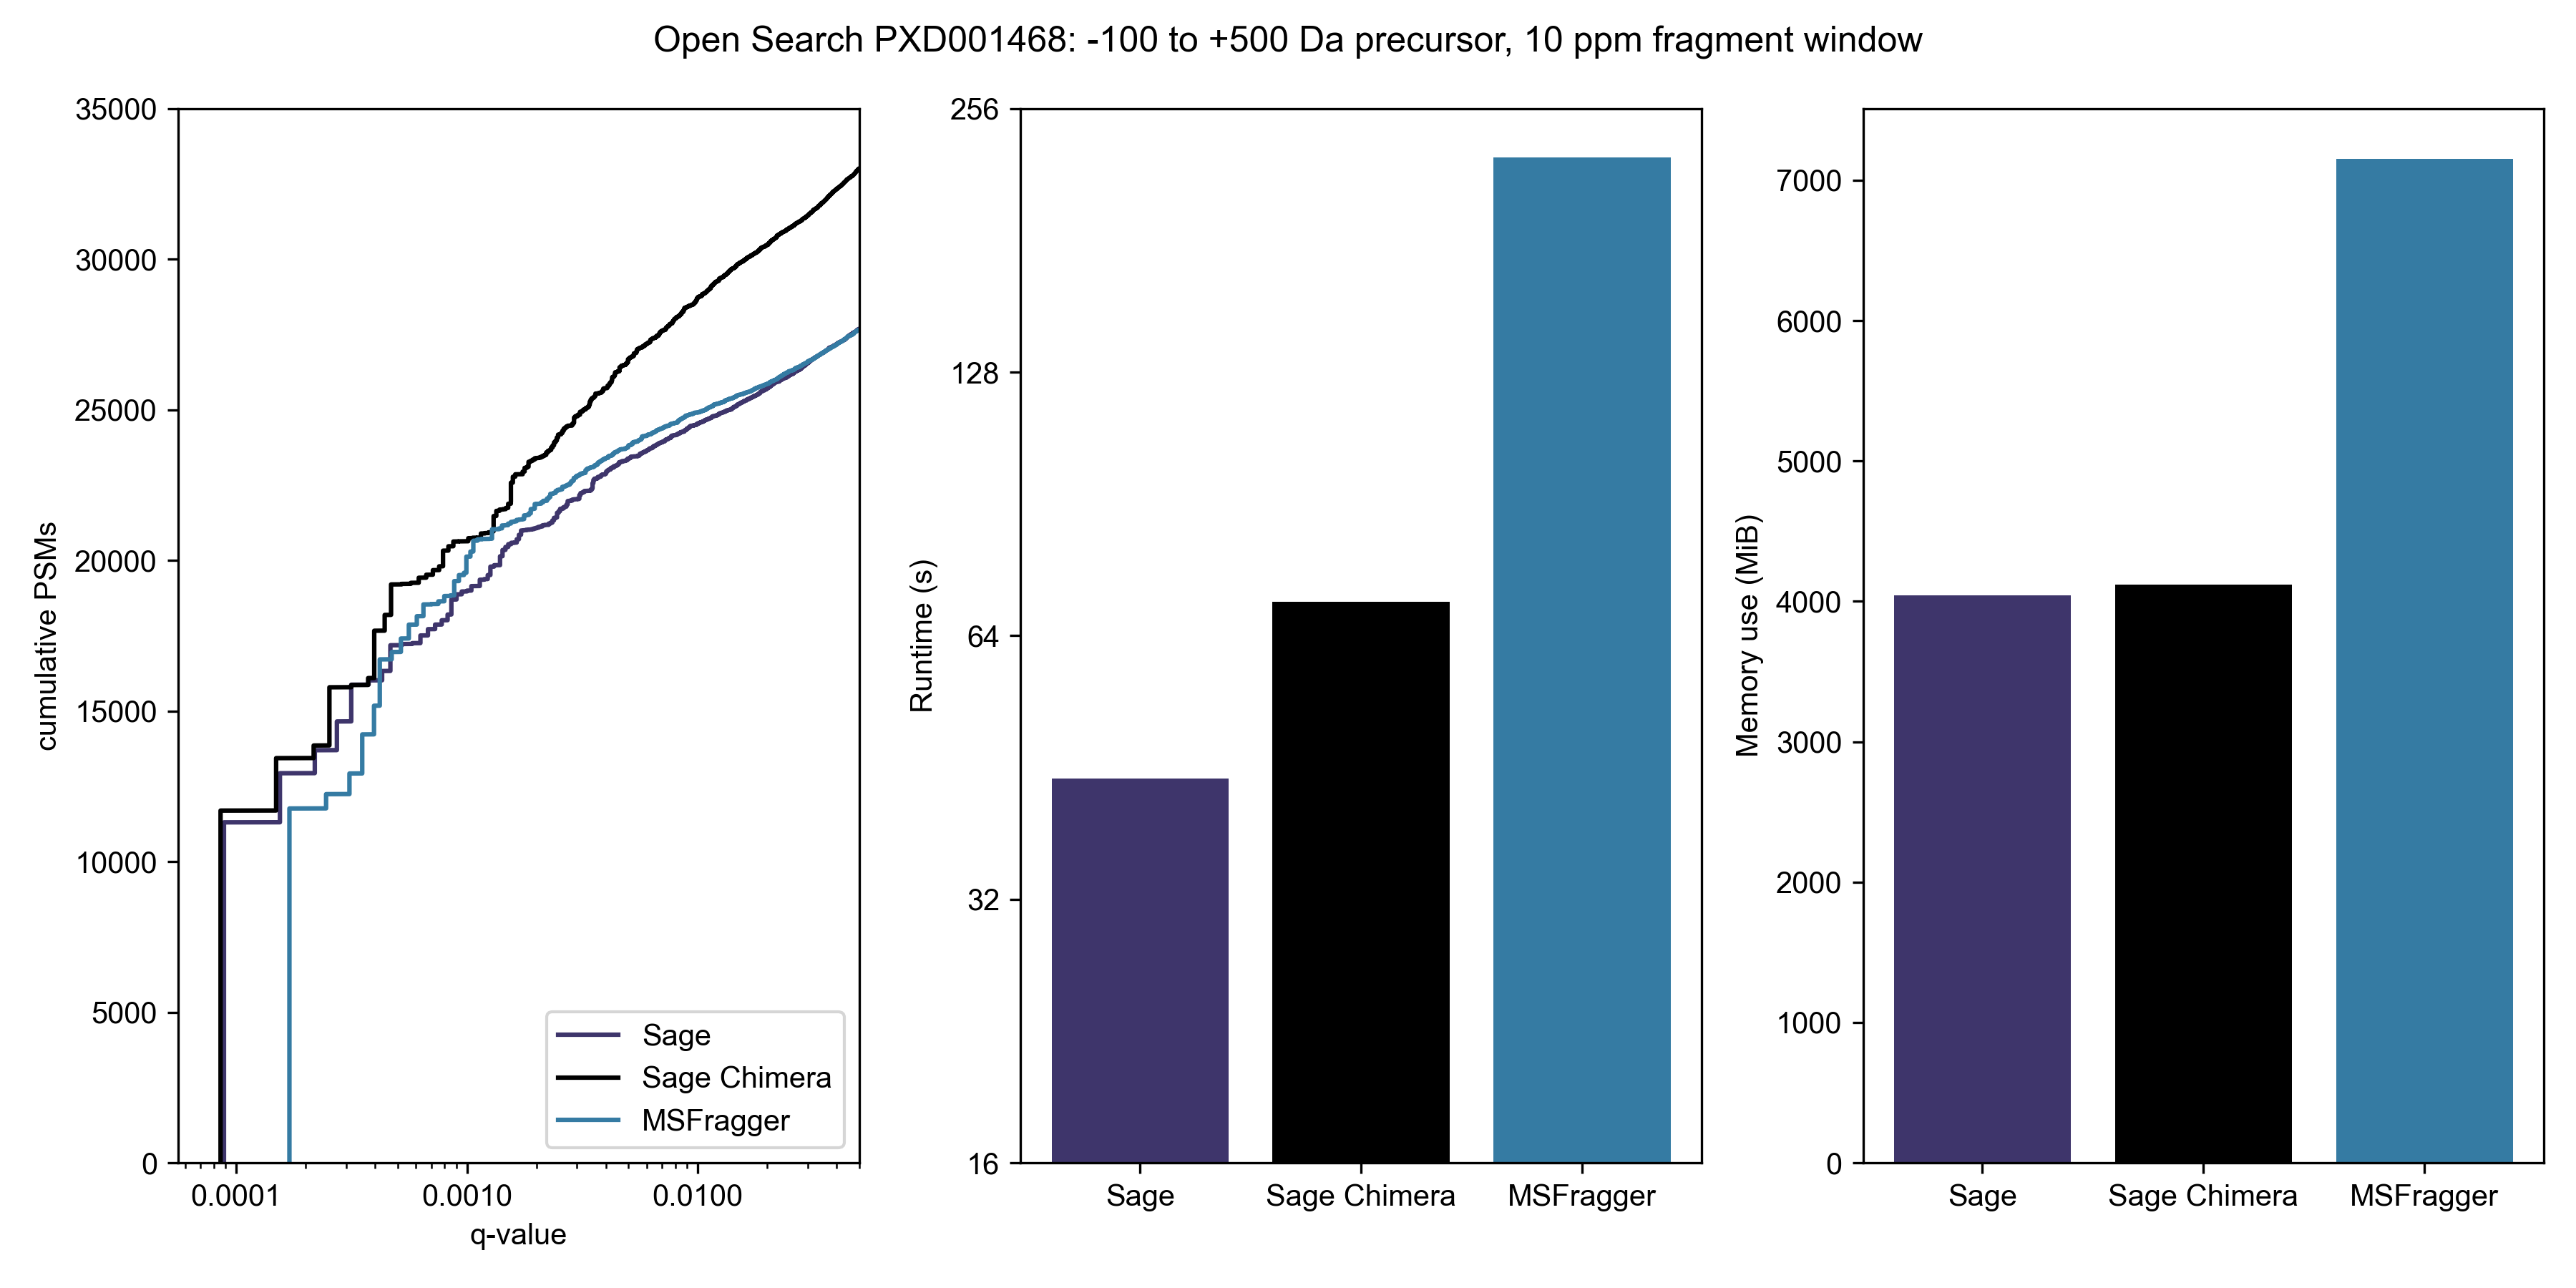 Open Search PXD001468: -100 to +500 Da precursor, 10 ppm fragment window
cumulative PSMs
35000
30000
25000
20000
15000
10000
5000
0
0.0001 0.0010 0.0100
q-value
Sage
Sage Chimera
MSFragger
Runtime (s)
256
128
64
32
16
Sage Sage Chimera MSFragger
Memory use (MiB)
7000
6000
5000
4000
3000
2000
1000
0
Sage Sage Chimera MSFragger